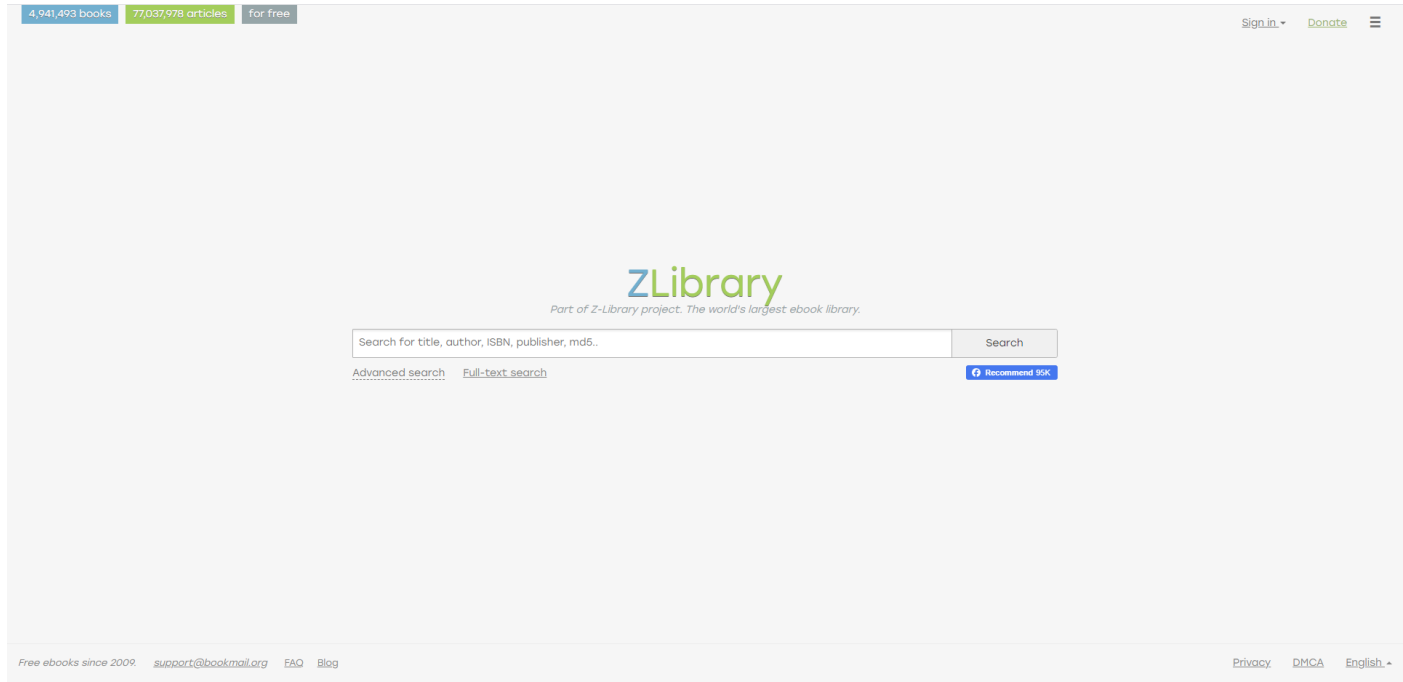 4,941,493 books 77,037,978 articles for free
Sign in Donate
ZLibrary
Part of Z-Library project. The world's largest ebook library.
Search for title, author, ISBN, publisher, md5.. Search
Advanced search Full-text search Recommend 95K
Free ebooks since 2009. support@bookmail.org FAQ Blog Privacy DMCA English